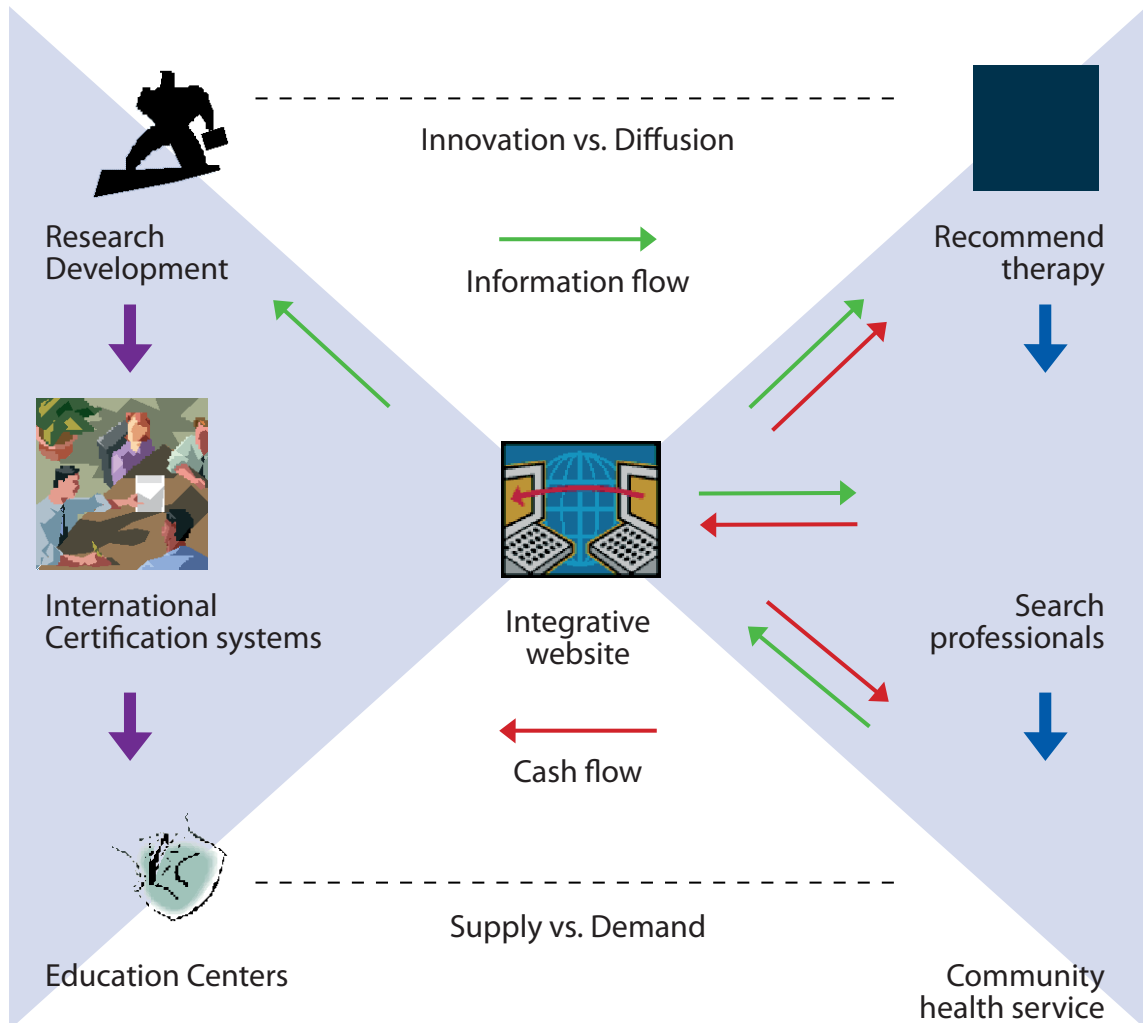 Innovation vs. Diffusion
Research
Development
Information flow
Recommend
therapy
International
Certification systems
Integrative
website
Search
professionals
Cash flow
Supply vs. Demand
Education Centers
Community
health service